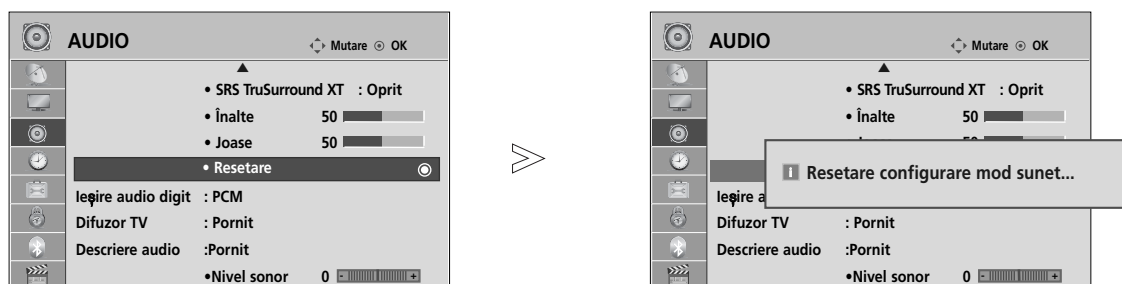 AUDIO
Mutare OK
• SRS TruSurround XT : Oprit
• Înalte 50
• Joase 50
• Resetare
Ieşire audio digit : PCM
Difuzor TV : Pornit
Descriere audio :Pornit
•Nivel sonor 0 - +
AUDIO
Mutare OK
• SRS TruSurround XT : Oprit
• Înalte 50
Resetare configurare mod sunet...
Ieşire a
Difuzor TV : Pornit
Descriere audio :Pornit
•Nivel sonor 0 - +